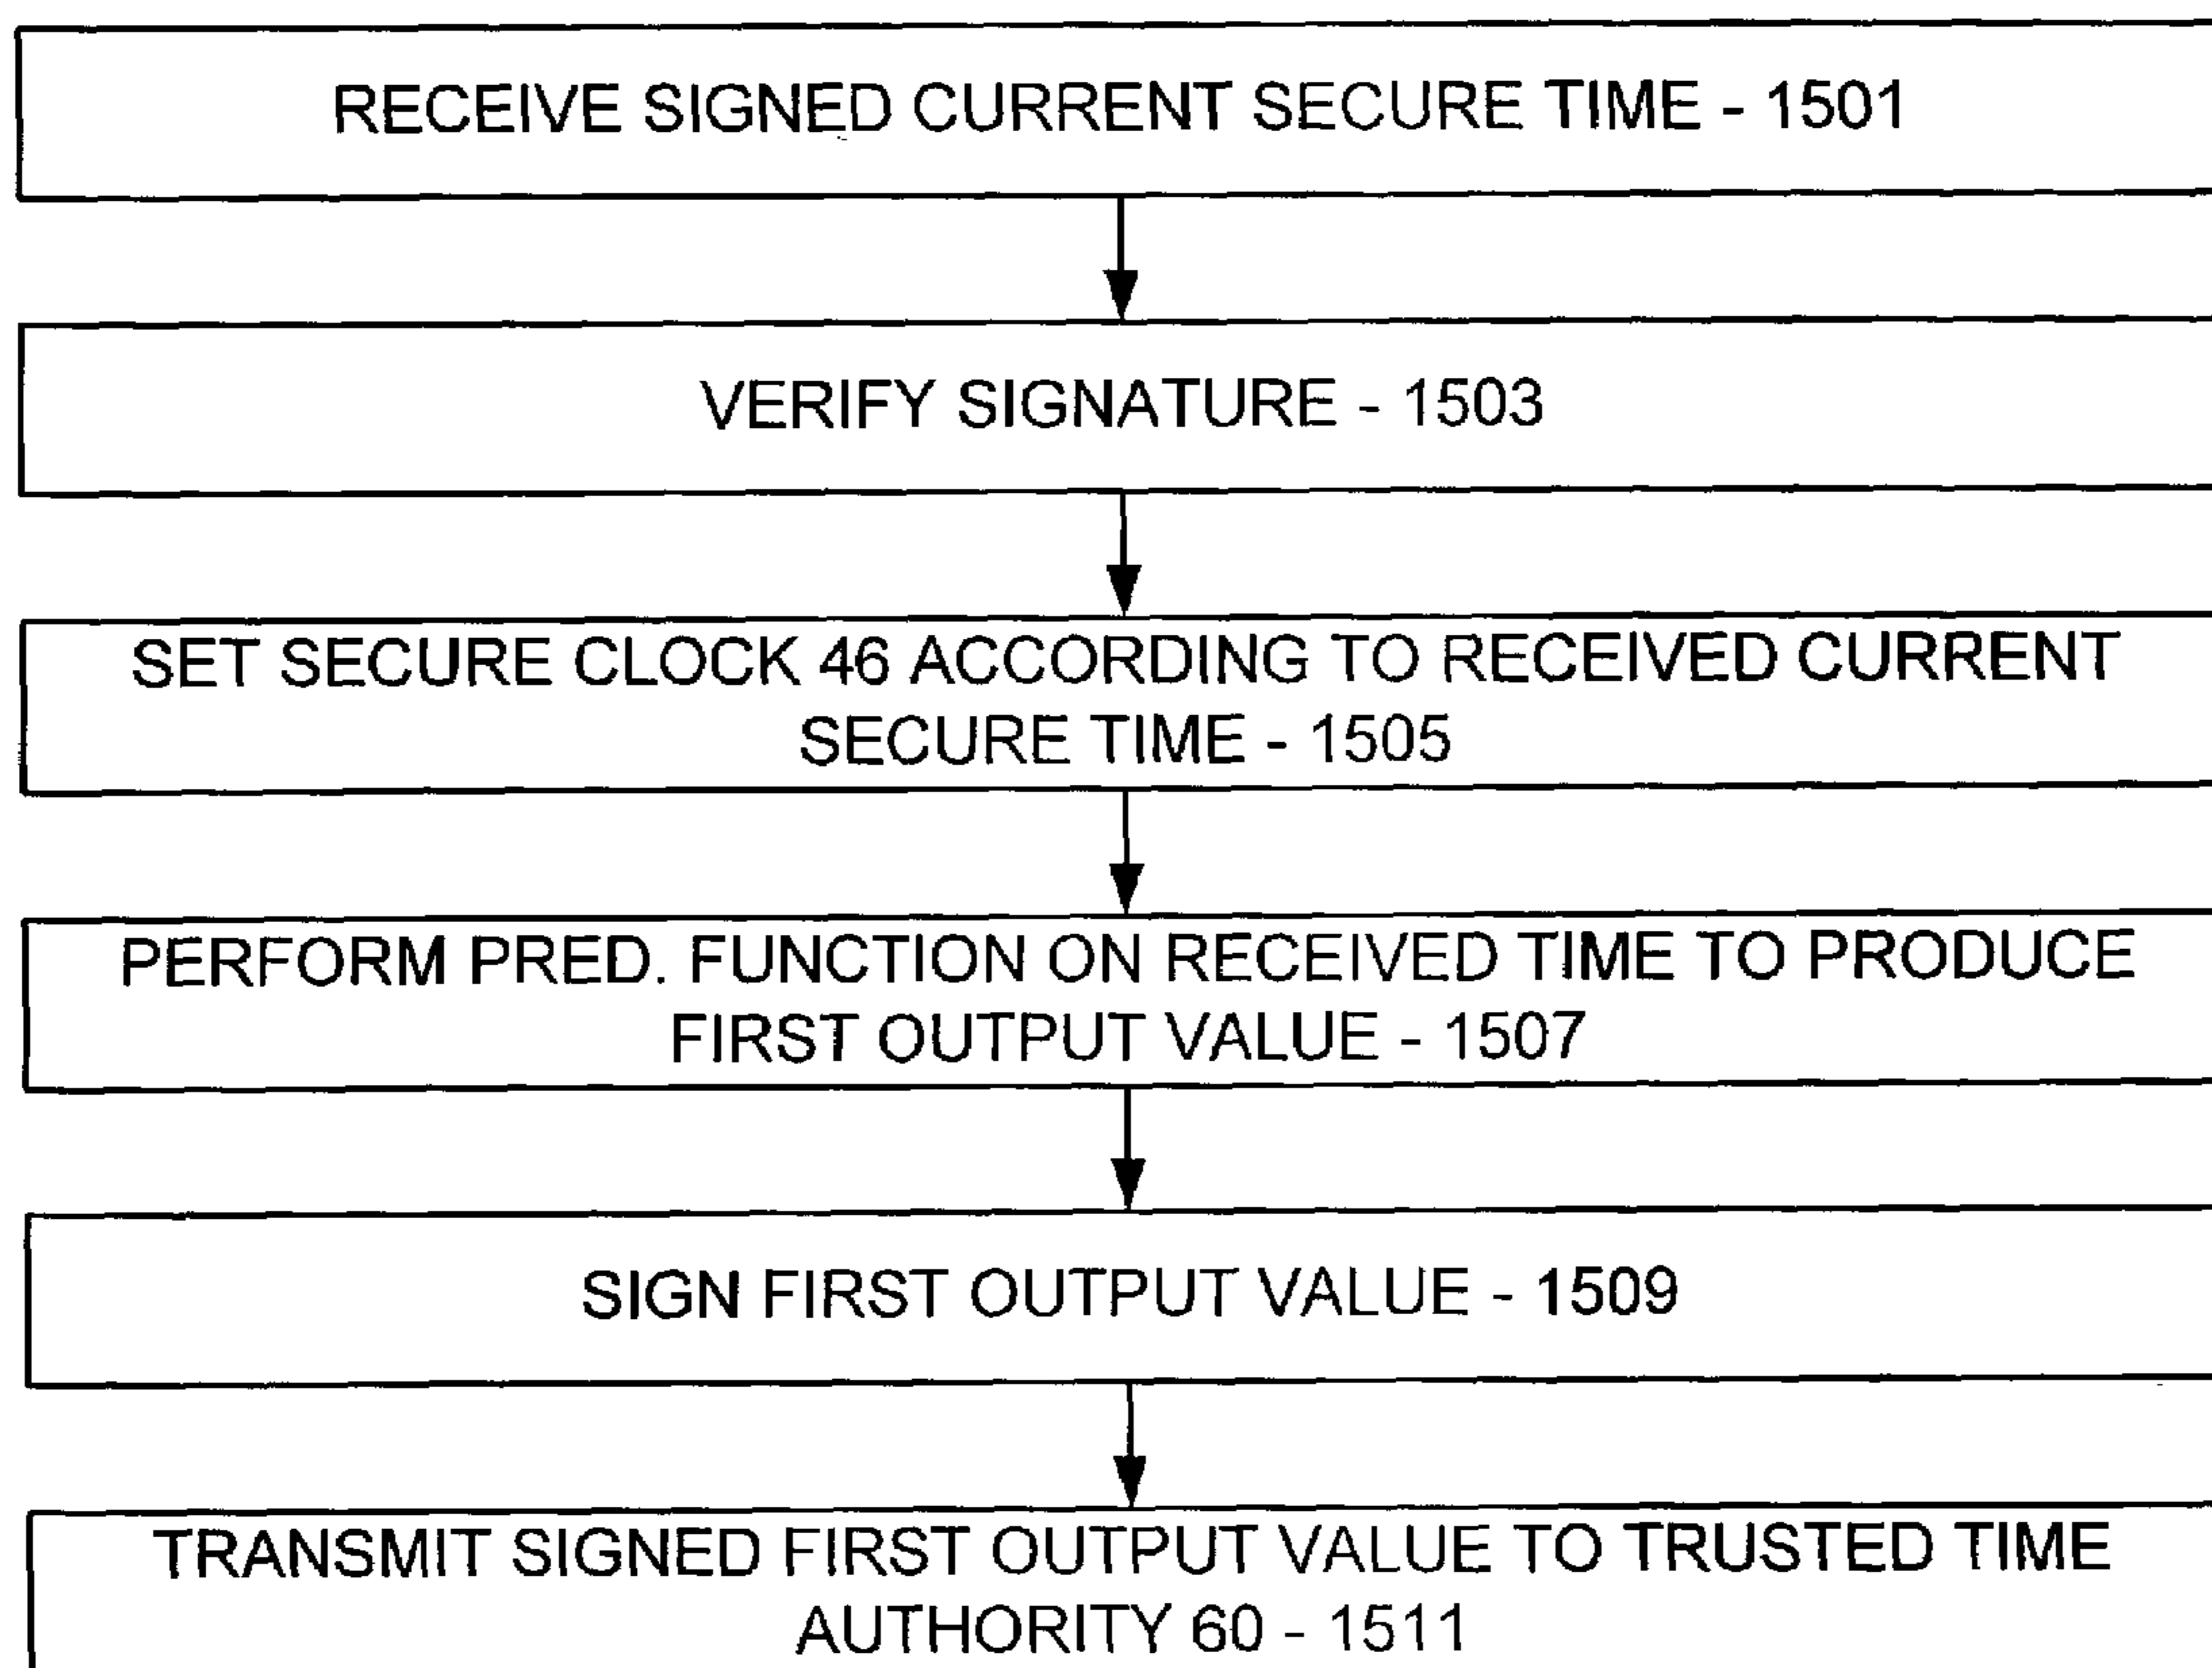 RECEIVE SIGNED CURRENT SECURE TIME - 1501
VERIFY SIGNATURE - 1503
SET SECURE CLOCK 46 ACCORDING TO RECEIVED CURRENT
SECURE TIME - 1505
PERFORM PRED. FUNCTION ON RECEIVED TIME TO PRODUCE
FIRST OUTPUT VALUE - 1507
SIGN FIRST OUTPUT VALUE - 1509
TRANSMIT SIGNED FIRST OUTPUT VALUE TO TRUSTED TIME
AUTHORITY 60 - 1511